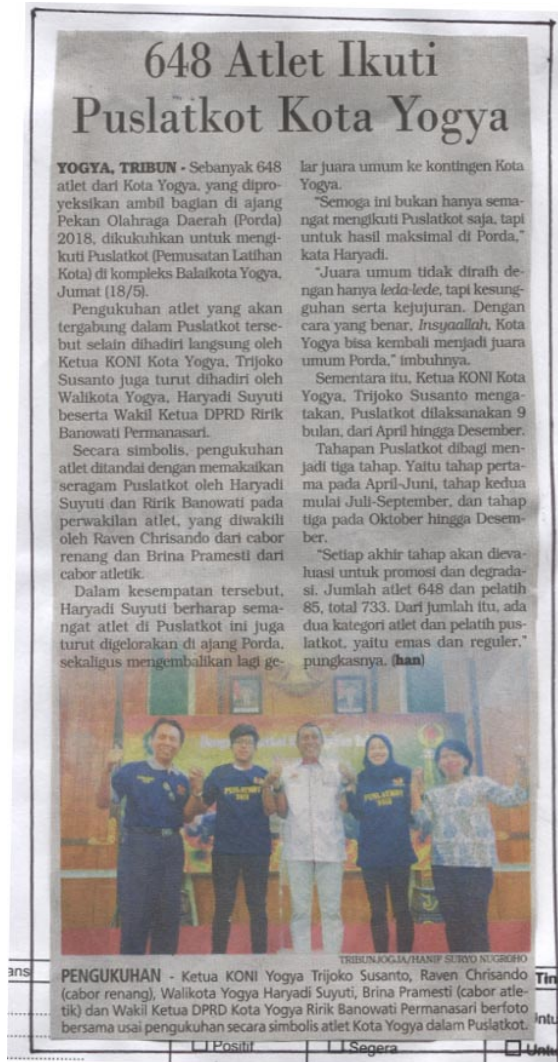 648 Atlet Ikuti
Puslatkot Kota Yogya
YOGYA, TRIBUN - Sebanyak 648
atlet dari Kota Yogya, yang dipro-
yeksikan ambil bagian di ajang
Pekan Olahraga Daerah (Porda)
2018, dikukuhkan untuk mengi-
kuti Puslatkot (Pemusatan Latihan
Kota) di kompleks Balaikota Yogya,
Jumat (18/5).
Pengukuhan atlet yang akan
tergabung dalam Puslatkot terse-
but selain dihadiri langsung oleh
Ketua KONI Kota Yogya, Trijoko
Susanto juga turut dihadiri oleh
Walikota Yogya, Haryadi Suyuti
beserta Wakil Ketua DPRD Ririk
Banowati Permanasari.
Secara simbolis, pengukuhan
atlet ditandai dengan memakaikan
seragam Puslatkot oleh Haryadi
Suyuti dan Ririk Banowati pada
perwakilan atlet, yang diwakili
oleh Raven Chrisando dari cabor
renang dan Brina Pramesti dari
cabor atletik.
Dalam kesempatan tersebut,
Haryadi Suyuti berharap sema-
ngat atlet di Puslatkot ini juga
turut digelorakan di ajang Porda,
sekaligus mengembalikan lagi ge-
lar juara umum ke kontingen Kota
Yogya.
"Semoga ini bukan hanya sema-
ngat mengikuti Puslatkot saja, tapi
untuk hasil maksimal di Porda,"
kata Haryadi.
"Juara umum tidak diraih de-
ngan hanya leda-lede, tapi kesung-
guhan serta kejujuran. Dengan
cara yang benar, Insyaallah, Kota
Yogya bisa kembali menjadi juara
umum Porda," imbuhnya.
Sementara itu, Ketua KONI Kota
Yogya, Trijoko Susanto menga-
takan, Puslatkot dilaksanakan 9
bulan, dari April hingga Desember.
Tahapan Puslatkot dibagi men-
jadi tiga tahap. Yaitu tahap perta-
ma pada April-Juni, tahap kedua
mulai Juli-September, dan tahap
tiga pada Oktober hingga Desem-
ber.
"Setiap akhir tahap akan dieva-
luasi untuk promosi dan degrada-
si. Jumlah atlet 648 dan pelatih
85, total 733. Dari jumlah itu, ada
dua kategori atlet dan pelatih pus-
latkot, yaitu emas dan reguler,"
pungkasnya. (han)
PUSLATKOT
2018
PUSLATKOT
2018
TRIBUNJOGJA/HANIF SURYO NUGROHO
PENGUKUHAN - Ketua KONI Yogya Trijoko Susanto, Raven Chrisando
(cabor renang), Walikota Yogya Haryadi Suyuti, Brina Pramesti (cabor atle-
tik) dan Wakil Ketua DPRD Kota Yogya Ririk Banowati Permanasari berfoto
bersama usai pengukuhan secara simbolis atlet Kota Yogya dalam Puslatkot.
ans
Tin
Untu
Positif
Segera
Untu